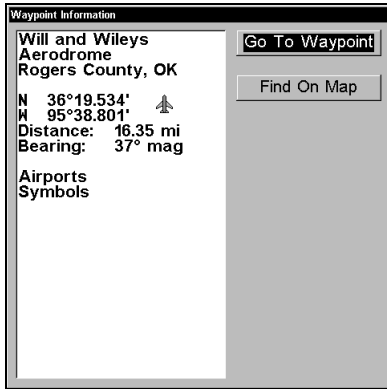 Waypoint Information
Will and Wileys
Aerodrome
Rogers County, OK
N 36°19.534'
W 95°38.801'
Distance: 16.35 mi
Bearing: 37° mag
Airports
Symbols
Go To Waypoint
Find On Map